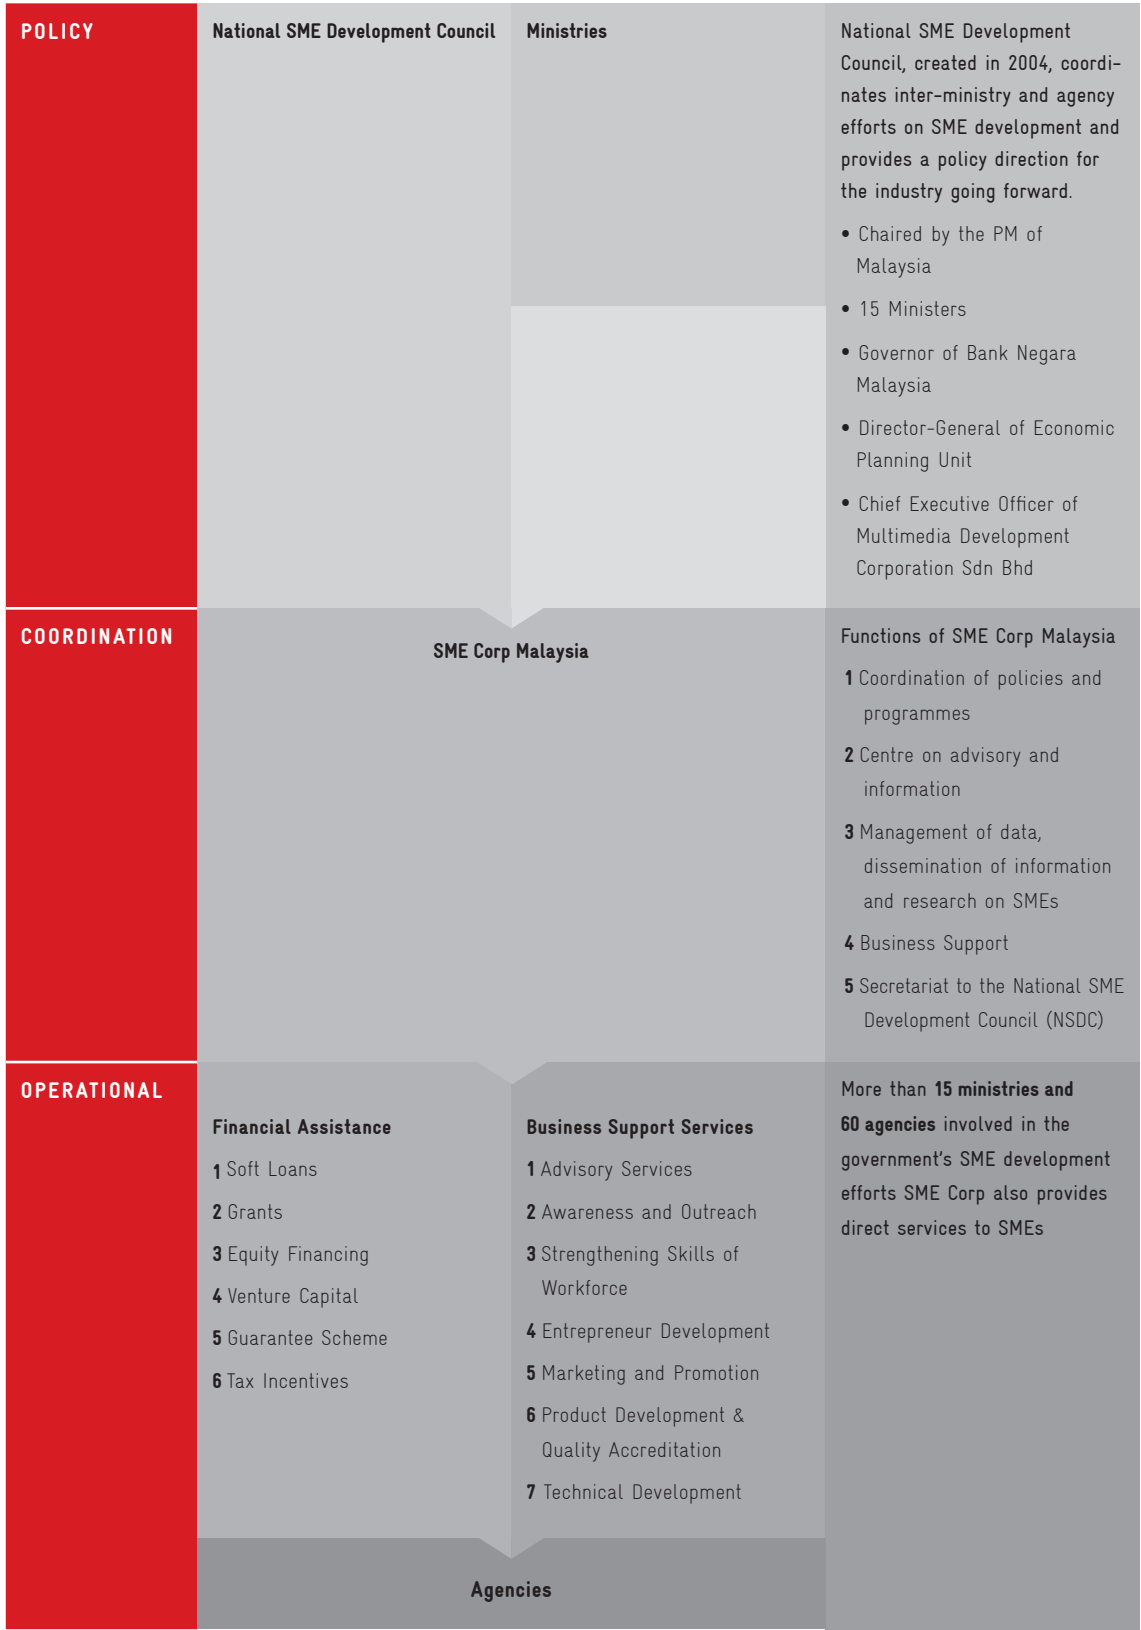 POLICY
National SME Development Council
Ministries
National SME Development
Council, created in 2004, coordi-
nates inter-ministry and agency
efforts on SME development and
provides a policy direction for
the industry going forward.
• Chaired by the PM of
Malaysia
• 15 Ministers
• Governor of Bank Negara
Malaysia
• Director-General of Economic
Planning Unit
• Chief Executive Officer of
Multimedia Development
Corporation Sdn Bhd
COORDINATION
SME Corp Malaysia
Functions of SME Corp Malaysia
1 Coordination of policies and
programmes
2 Centre on advisory and
information
3 Management of data,
dissemination of information
and research on SMEs
4 Business Support
5 Secretariat to the National SME
Development Council (NSDC)
OPERATIONAL
Financial Assistance
1 Soft Loans
2 Grants
3 Equity Financing
4 Venture Capital
5 Guarantee Scheme
6 Tax Incentives
Business Support Services
1 Advisory Services
2 Awareness and Outreach
3 Strengthening Skills of
Workforce
4 Entrepreneur Development
5 Marketing and Promotion
6 Product Development &
Quality Accreditation
7 Technical Development
More than 15 ministries and
60 agencies involved in the
government's SME development
efforts SME Corp also provides
direct services to SMEs
Agencies